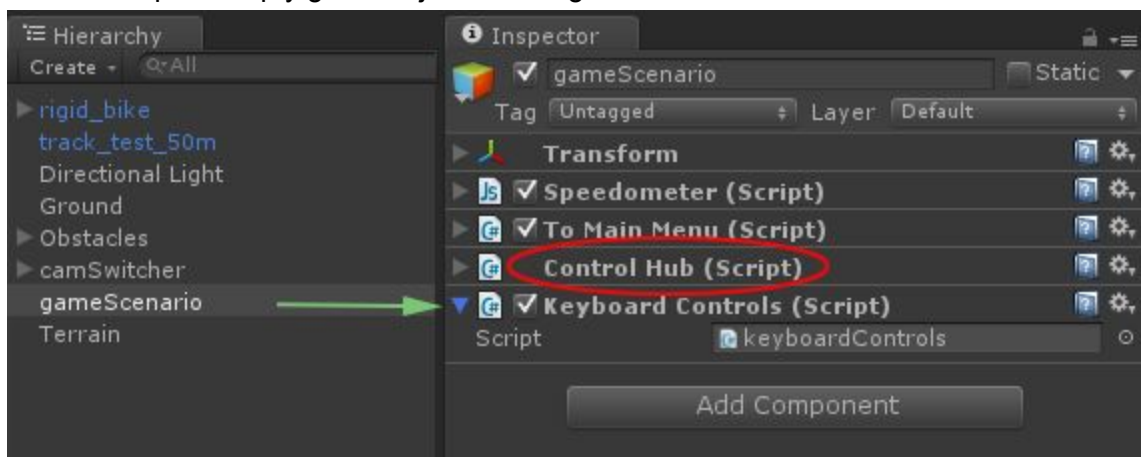 Hierarchy
Create
All
rigid_bike
track_test_50m
Directional Light
Ground
Obstacles
camSwitcher
gameScenario
Terrain
Inspector
gameScenario Static
Tag Untagged Layer Default
Transform
Js Speedometer (Script)
C# To Main Menu (Script)
C# Control Hub (Script)
C# Keyboard Controls (Script)
Script keyboardControls
Add Component